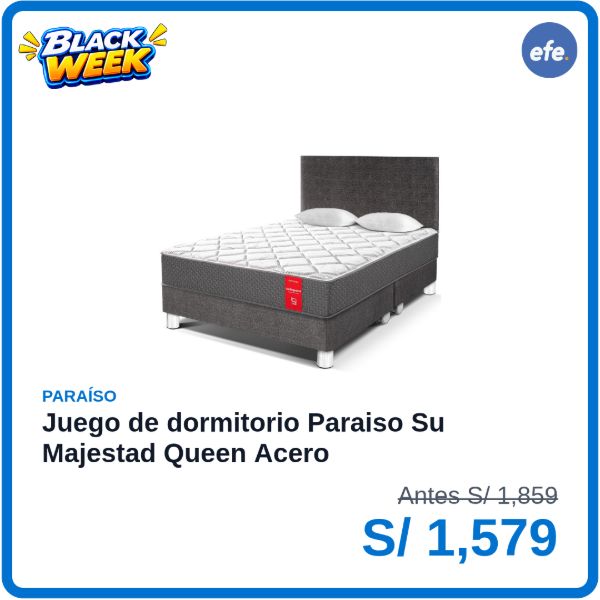 BLACK
WEEK
efe.
PARAÍSO
Juego de dormitorio Paraiso Su
Majestad Queen Acero
Antes S/ 1,859
S/ 1,579